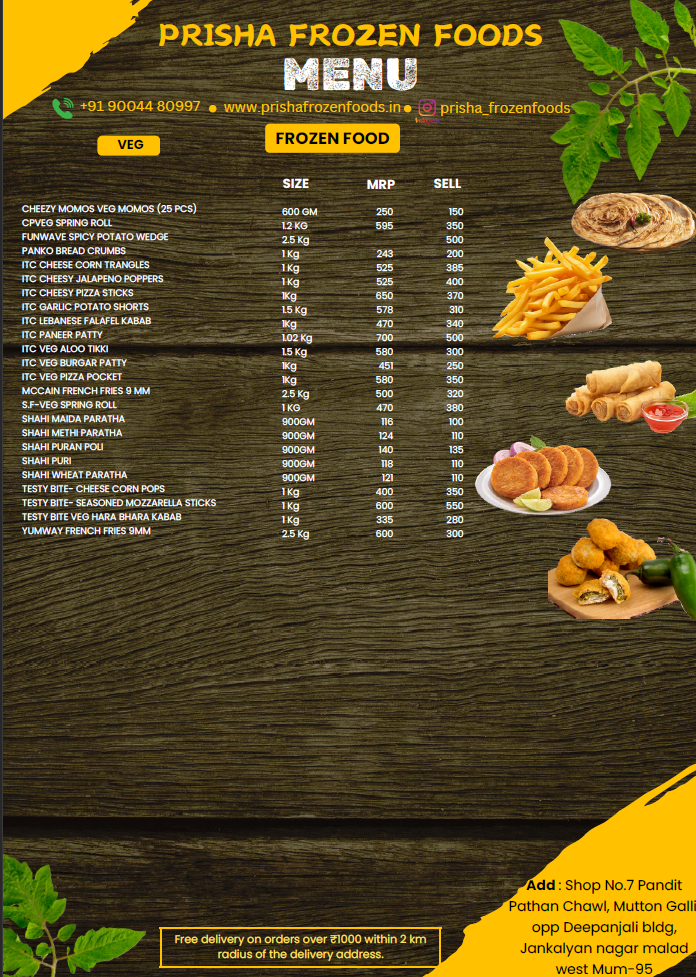 PRISHA FROZEN FOODS
MENU
+91 90044 80997 ● www.prishafrozenfoods.in ● prisha_frozenfoods
VEG
FROZEN FOOD
SIZE MRP SELL
CHEEZY MOMOS VEG MOMOS (25 PCS) 600 GM 250 150
CPVEG SPRING ROLL 1.2 KG 595 350
FUNWAVE SPICY POTATO WEDGE 2.5 Kg 500
PANKO BREAD CRUMBS 1 Kg 243 200
ITC CHEESE CORN TRANGLES 1 Kg 525 385
ITC CHEESY JALAPENO POPPERS 1 Kg 525 400
ITC CHEESY PIZZA STICKS 1Kg 650 370
ITC GARLIC POTATO SHORTS 1.5 Kg 578 310
ITC LEBANESE FALAFEL KABAB 1Kg 470 340
ITC PANEER PATTY 1.02 KG 700 500
ITC VEG ALOO TIKKI 1.5 Kg 580 300
ITC VEG BURGAR PATTY 1Kg 451 250
ITC VEG PIZZA POCKET 1Kg 580 350
MCCAIN FRENCH FRIES 9 MM 2.5 Kg 500 320
S.F-VEG SPRING ROLL 1 KG 470 380
SHAHI MAIDA PARATHA 900GM 116 100
SHAHI METHI PARATHA 900GM 124 110
SHAHI PURAN POLI 900GM 140 135
SHAHI PURI 900GM 118 110
SHAHI WHEAT PARATHA 900GM 121 110
TESTY BITE- CHEESE CORN POPS 1 Kg 400 350
TESTY BITE- SEASONED MOZZARELLA STICKS 1 Kg 600 550
TESTY BITE VEG HARA BHARA KABAB 1 Kg 335 280
YUMWAY FRENCH FRIES 9MM 2.5 Kg 600 300
Add : Shop No.7 Pandit
Pathan Chawl, Mutton Galli
opp Deepanjali bldg,
Jankalyan nagar malad
west Mum-95
Free delivery on orders over ₹1000 within 2 km
radius of the delivery address.